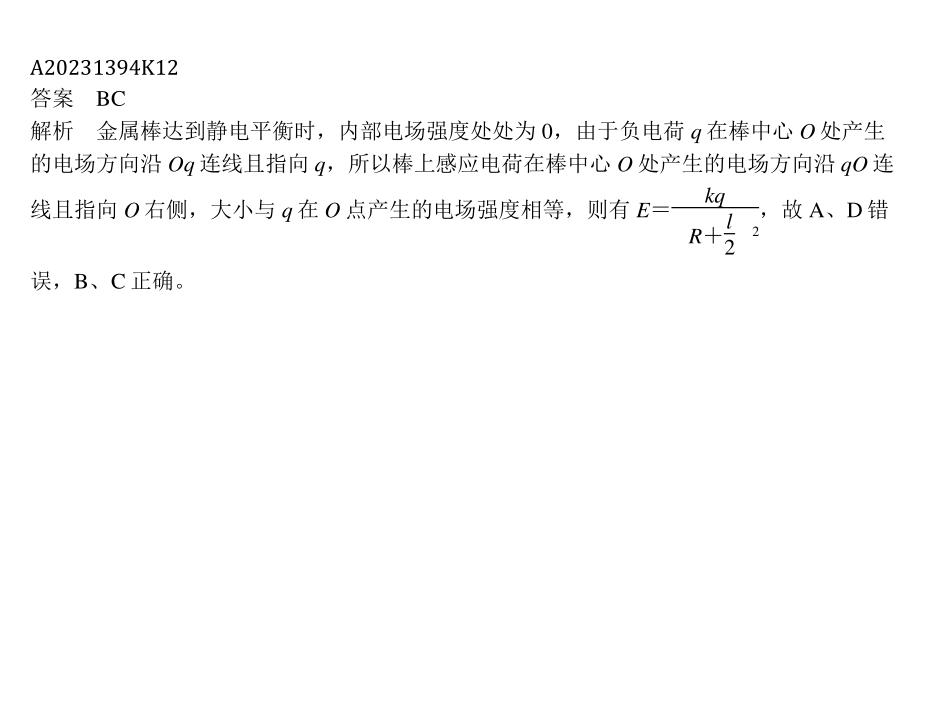 A20231394K12
答案　BC
解析　金属棒达到静电平衡时，内部电场强度处处为 0，由于负电荷 q 在棒中心 O 处产生
的电场方向沿 Oq 连线且指向 q，所以棒上感应电荷在棒中心 O 处产生的电场方向沿 qO 连
线且指向 O 右侧，大小与 q 在 O 点产生的电场强度相等，则有 E＝kq/(R＋l/2)²，故 A、D 错
误，B、C 正确。